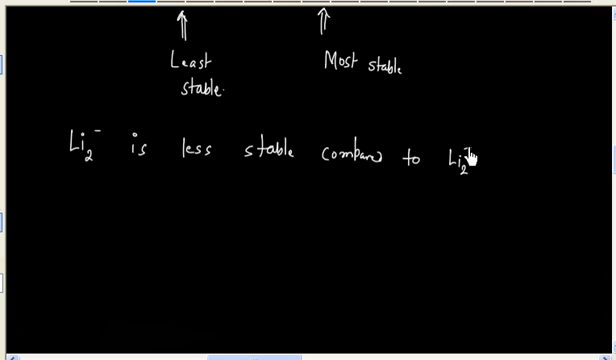 Least Most stable
stable.
Li₂⁻ is less stable compared to Li₂